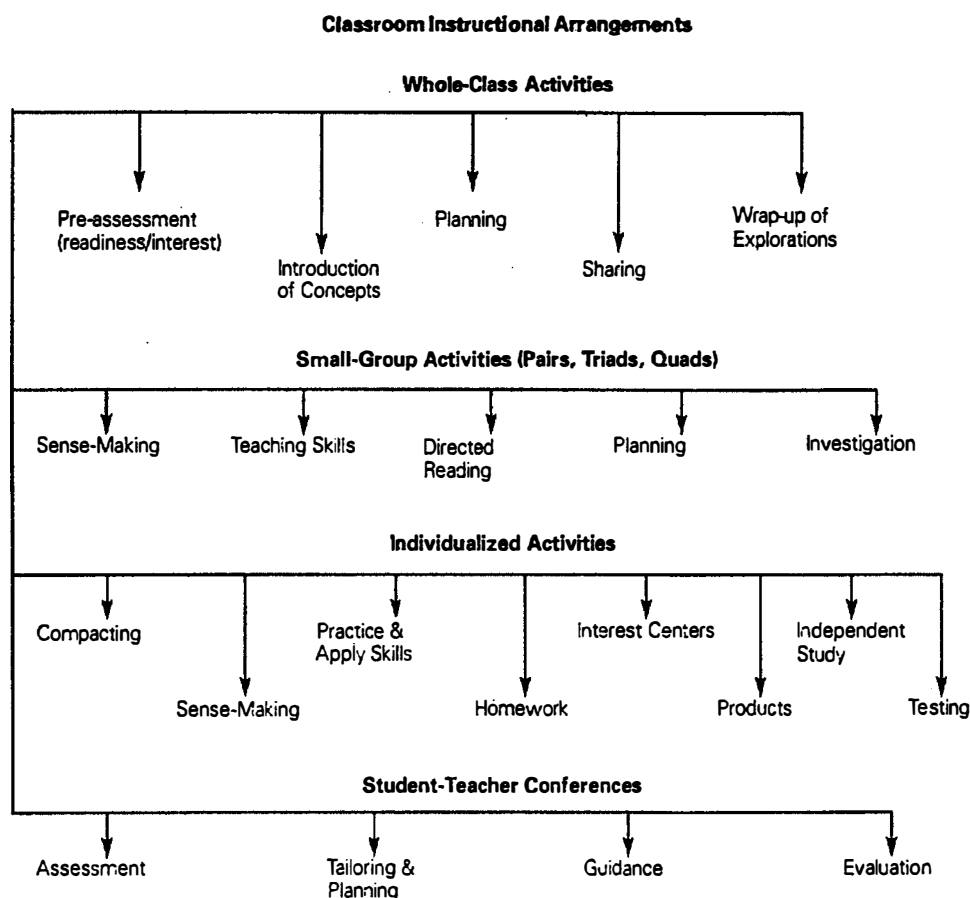 Classroom Instructional Arrangements
Whole-Class Activities
Pre-assessment
(readiness/interest)
Introduction
of Concepts
Planning
Sharing
Wrap-up of
Explorations
Small-Group Activities (Pairs, Triads, Quads)
Sense-Making
Teaching Skills
Directed
Reading
Planning
Investigation
Individualized Activities
Compacting
Sense-Making
Practice &
Apply Skills
Homework
Interest Centers
Products
Independent
Study
Testing
Student-Teacher Conferences
Assessment
Tailoring &
Planning
Guidance
Evaluation